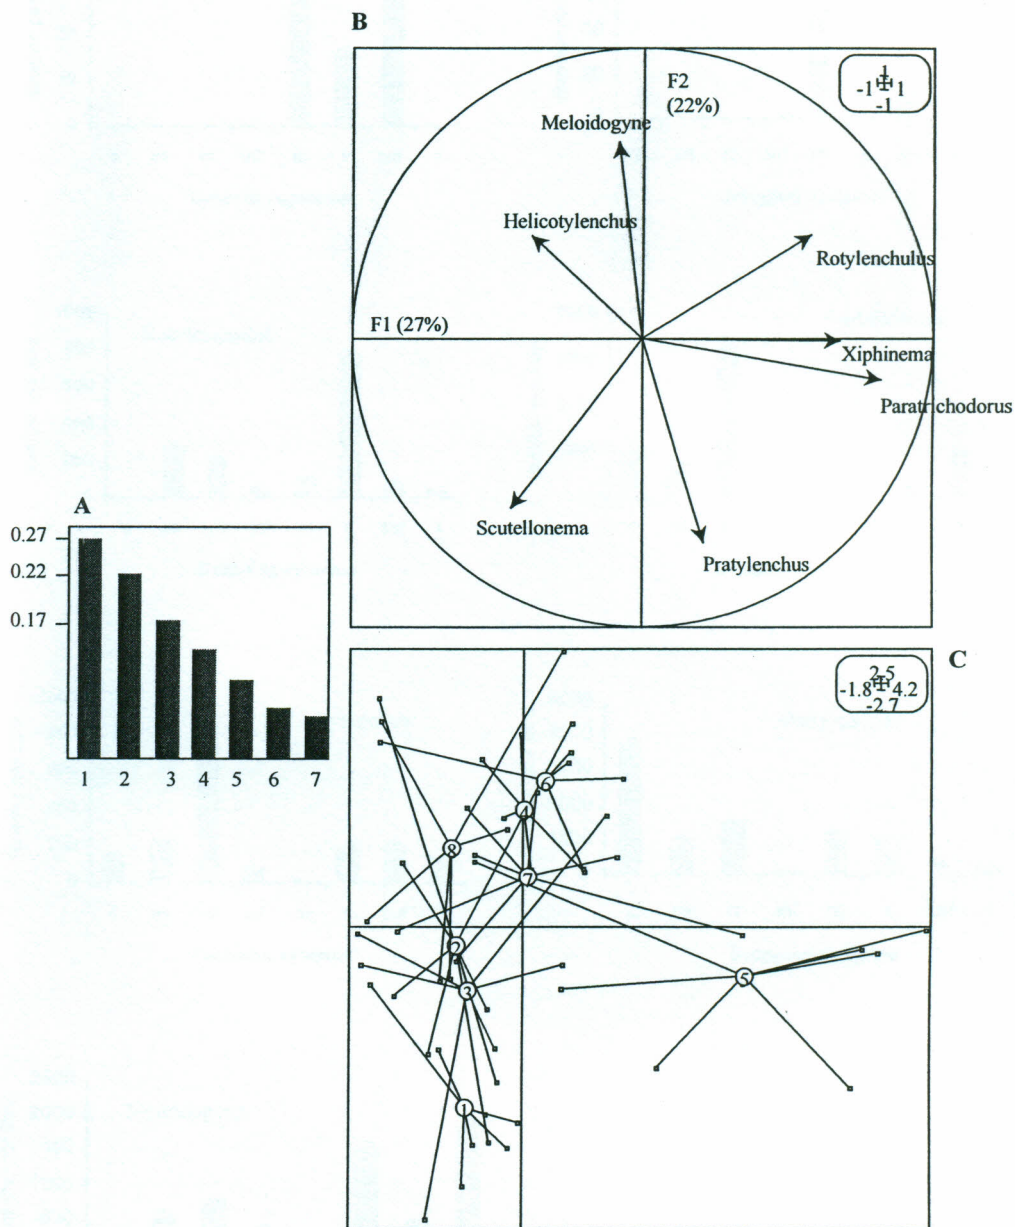 B
F2
(22%)
1
-1 1
-1
Meloidogyne
Helicotylenchus
Rotylenchulus
F1 (27%)
Xiphinema
Paratrichodorus
Scutellonema
Pratylenchus
A
0.27
0.22
0.17
1 2 3 4 5 6 7
C
2.5
-1.8 4.2
-2.7
6
4
8
7
2
3
5
1